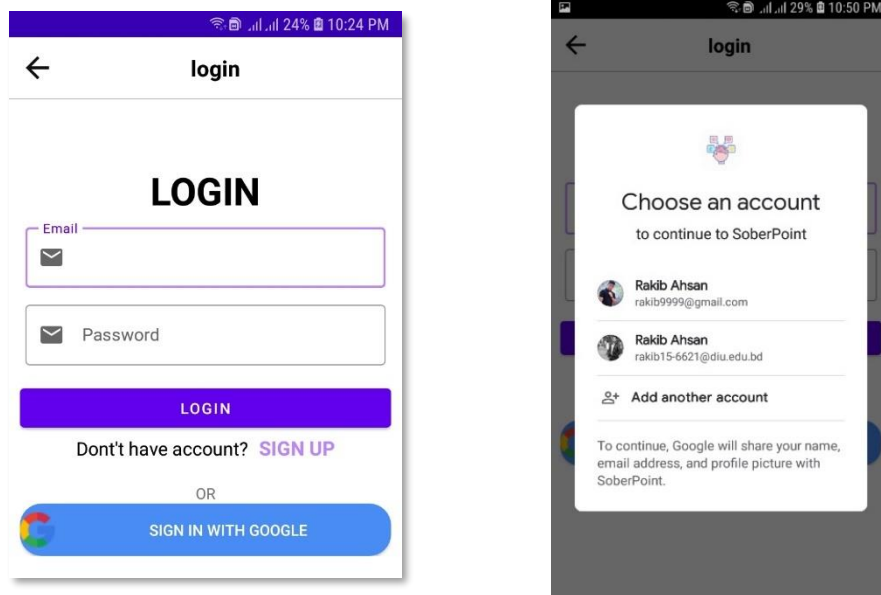 24% 10:24 PM
login
LOGIN
Email
Password
LOGIN
Dont't have account? SIGN UP
OR
SIGN IN WITH GOOGLE
29% 10:50 PM
login
Choose an account
to continue to SoberPoint
Rakib Ahsan
rakib9999@gmail.com
Rakib Ahsan
rakib15-6621@diu.edu.bd
Add another account
To continue, Google will share your name,
email address, and profile picture with
SoberPoint.